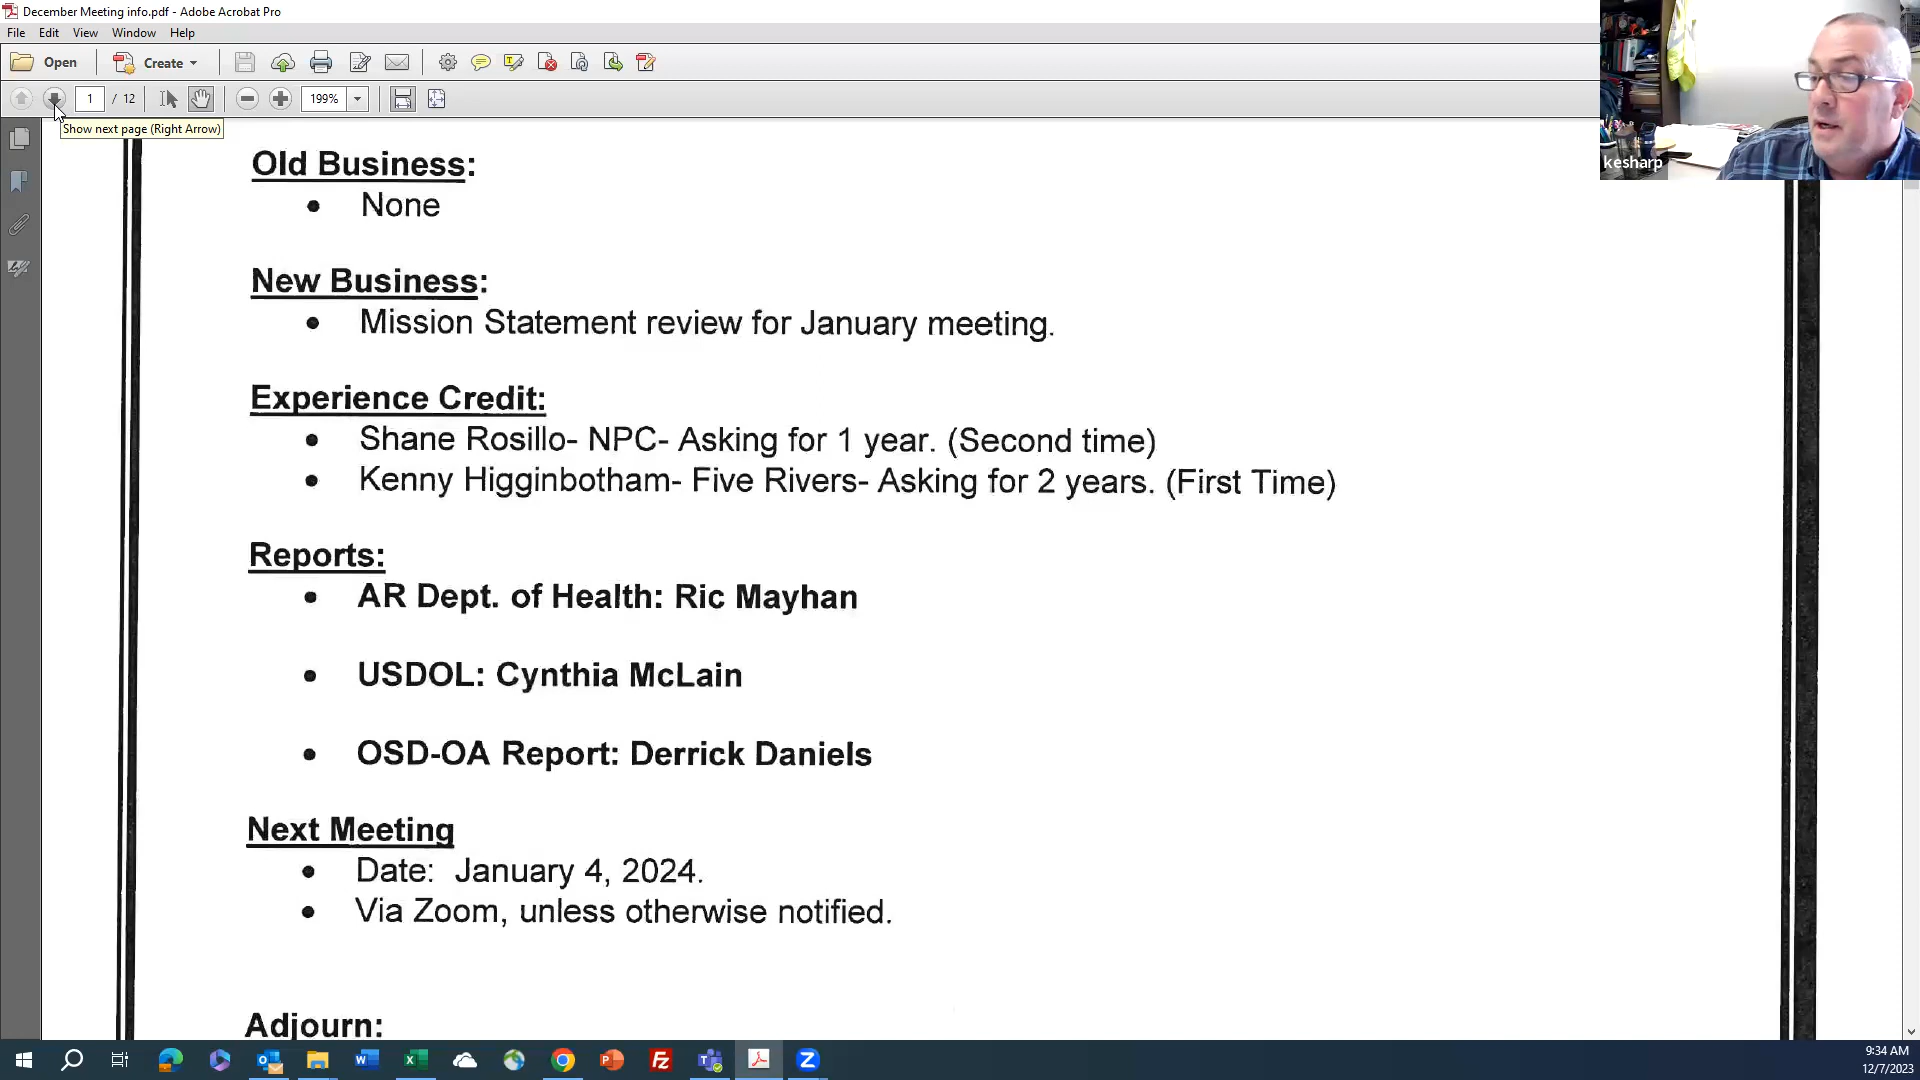 December Meeting info.pdf - Adobe Acrobat Pro
File Edit View Window Help
Open Create
1 / 12 199%
Show next page (Right Arrow)
kesharp
Old Business:
• None
New Business:
• Mission Statement review for January meeting.
Experience Credit:
• Shane Rosillo- NPC- Asking for 1 year. (Second time)
• Kenny Higginbotham- Five Rivers- Asking for 2 years. (First Time)
Reports:
• AR Dept. of Health: Ric Mayhan
• USDOL: Cynthia McLain
• OSD-OA Report: Derrick Daniels
Next Meeting
• Date: January 4, 2024.
• Via Zoom, unless otherwise notified.
Adjourn:
9:34 AM
12/7/2023